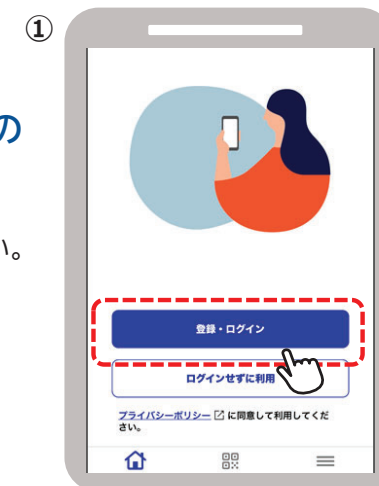 ①
の
い。
登録・ログイン
ログインせずに利用
プライバシーポリシー に同意して利用してくだ
さい。